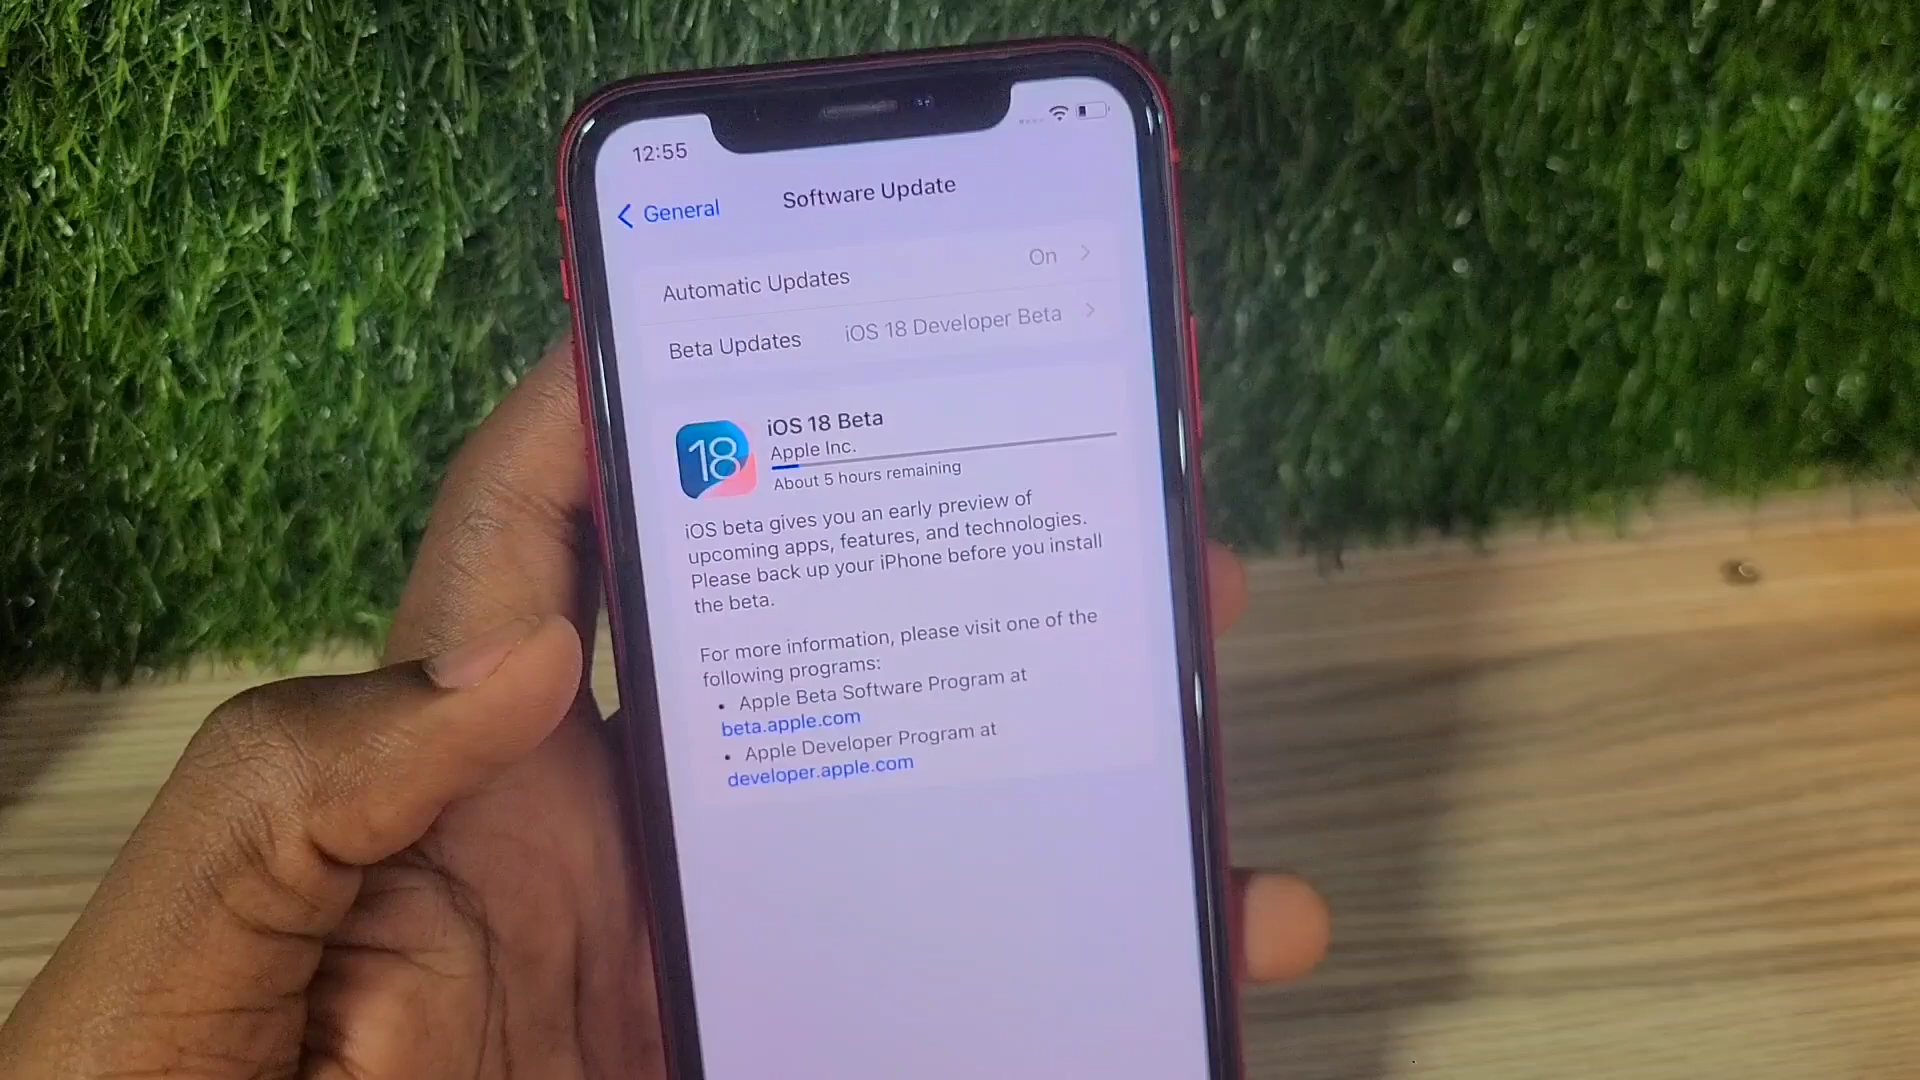 12:55
General
Software Update
Automatic Updates
On
Beta Updates
iOS 18 Developer Beta
18
iOS 18 Beta
Apple Inc.
About 5 hours remaining
iOS beta gives you an early preview of
upcoming apps, features, and technologies.
Please back up your iPhone before you install
the beta.
For more information, please visit one of the
following programs:
• Apple Beta Software Program at
beta.apple.com
• Apple Developer Program at
developer.apple.com